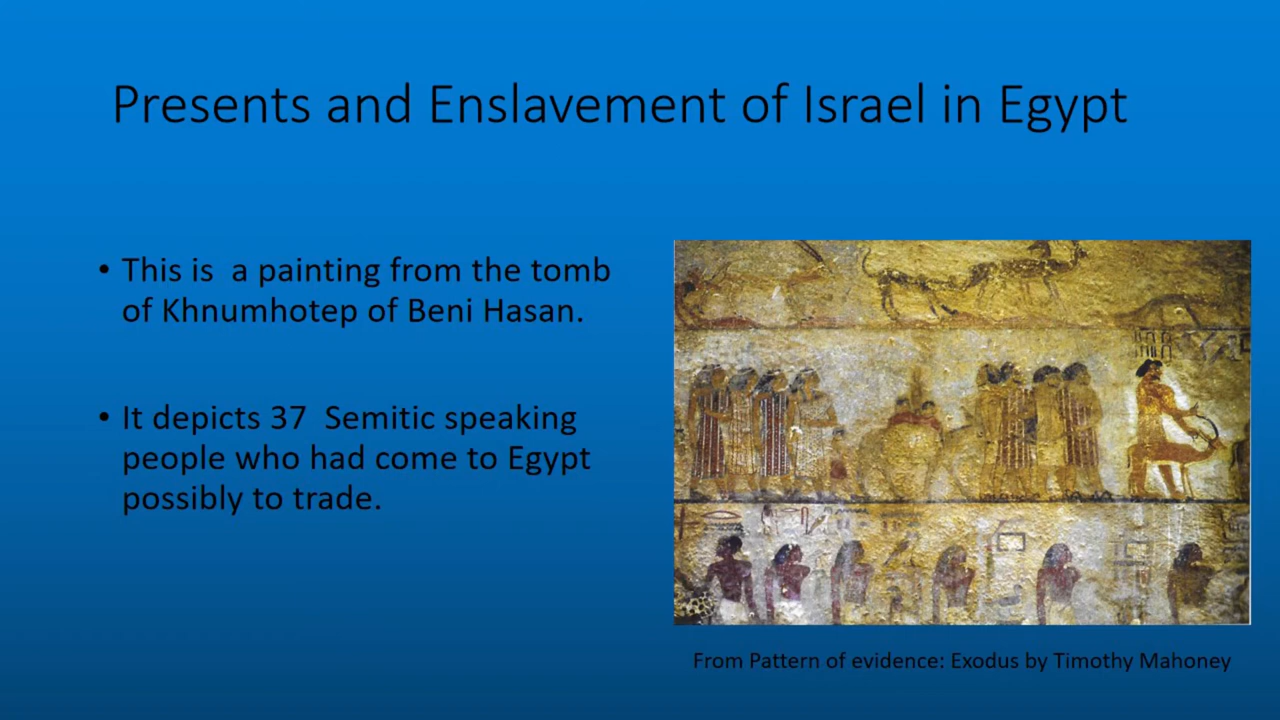 Presents and Enslavement of Israel in Egypt
• This is  a painting from the tomb
of Khnumhotep of Beni Hasan.
• It depicts 37  Semitic speaking
people who had come to Egypt
possibly to trade.
From Pattern of evidence: Exodus by Timothy Mahoney